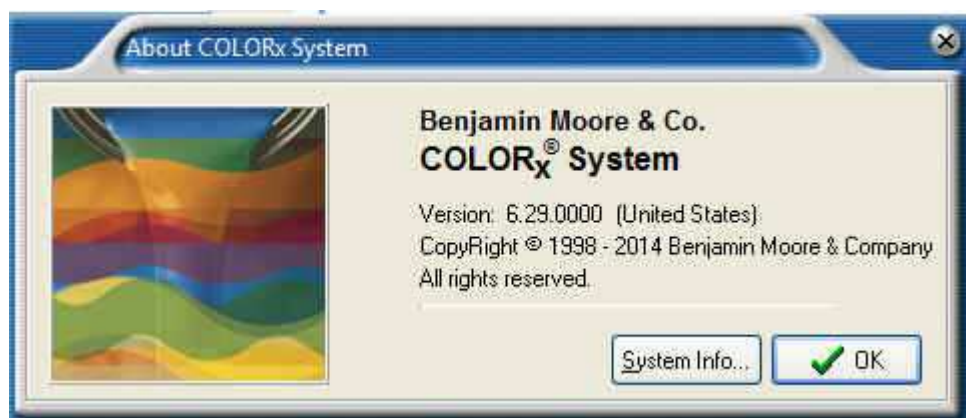 About COLORx System
Benjamin Moore & Co.
COLORx® System
Version: 6.29.0000 (United States)
CopyRight © 1998 - 2014 Benjamin Moore & Company
All rights reserved.
System Info... OK